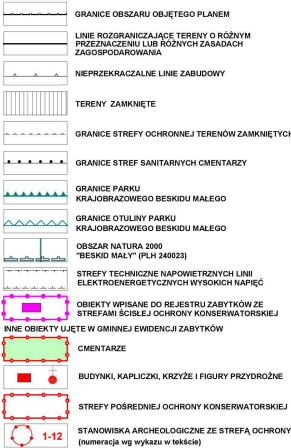 GRANICE OBSZARU OBJĘTEGO PLANEM
LINIE ROZGRANICZAJĄCE TERENY O RÓŻNYM
PRZEZNACZENIU LUB RÓŻNYCH ZASADACH
ZAGOSPODAROWANIA
NIEPRZEKRACZALNE LINIE ZABUDOWY
TERENY ZAMKNIĘTE
GRANICE STREFY OCHRONNEJ TERENÓW ZAMKNIĘTYCH
GRANICE STREF SANITARNYCH CMENTARZY
GRANICE PARKU
KRAJOBRAZOWEGO BESKIDU MAŁEGO
GRANICE OTULINY PARKU
KRAJOBRAZOWEGO BESKIDU MAŁEGO
OBSZAR NATURA 2000
"BESKID MAŁY" (PLH 240023)
STREFY TECHNICZNE NAPOWIETRZNYCH LINII
ELEKTROENERGETYCZNYCH WYSOKICH NAPIĘĆ
OBIEKTY WPISANE DO REJESTRU ZABYTKÓW ZE
STREFAMI ŚCISŁEJ OCHRONY KONSERWATORSKIEJ
INNE OBIEKTY UJĘTE W GMINNEJ EWIDENCJI ZABYTKÓW
CMENTARZE
BUDYNKI, KAPLICZKI, KRZYŻE I FIGURY PRZYDROŻNE
STREFY POŚREDNIEJ OCHRONY KONSERWATORSKIEJ
1-12 STANOWISKA ARCHEOLOGICZNE ZE STREFĄ OCHRONY
(numeracja wg wykazu w tekście)